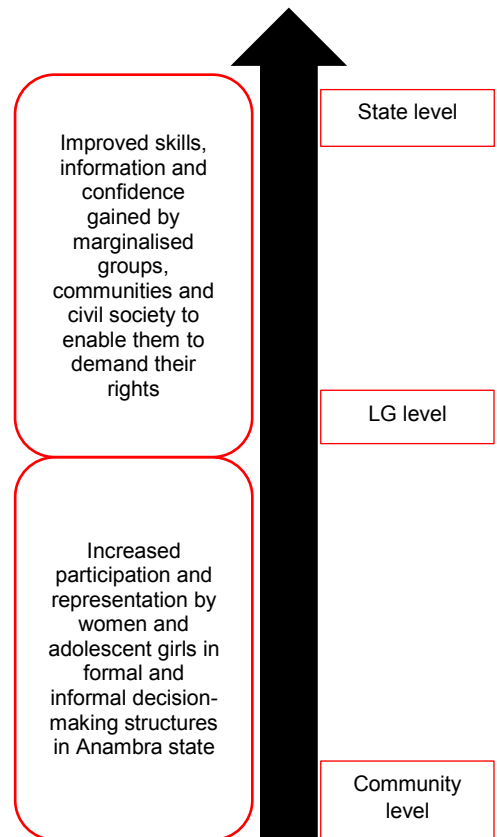 State level
Improved skills,
information and
confidence
gained by
marginalised
groups,
communities and
civil society to
enable them to
demand their
rights
LG level
Increased
participation and
representation by
women and
adolescent girls in
formal and
informal decision-
making structures
in Anambra state
Community
level